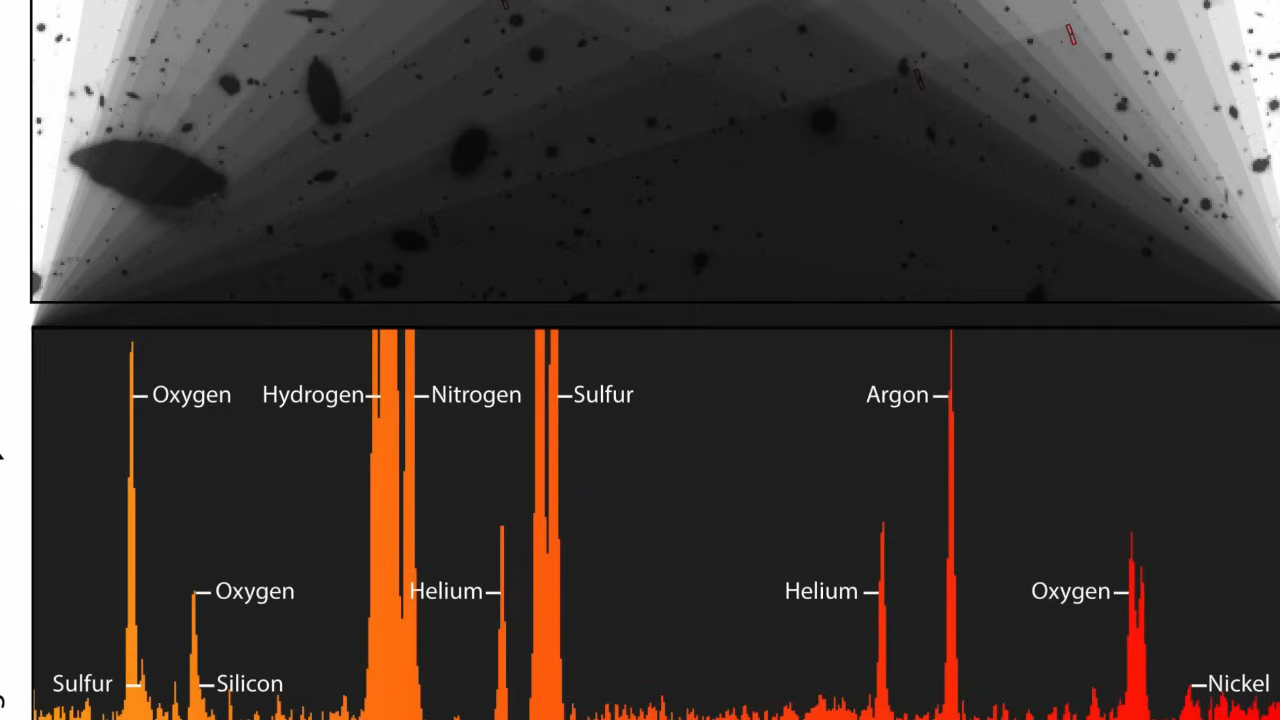 Oxygen Hydrogen Nitrogen Sulfur Argon
Oxygen Helium Helium Oxygen
Sulfur Silicon Nickel